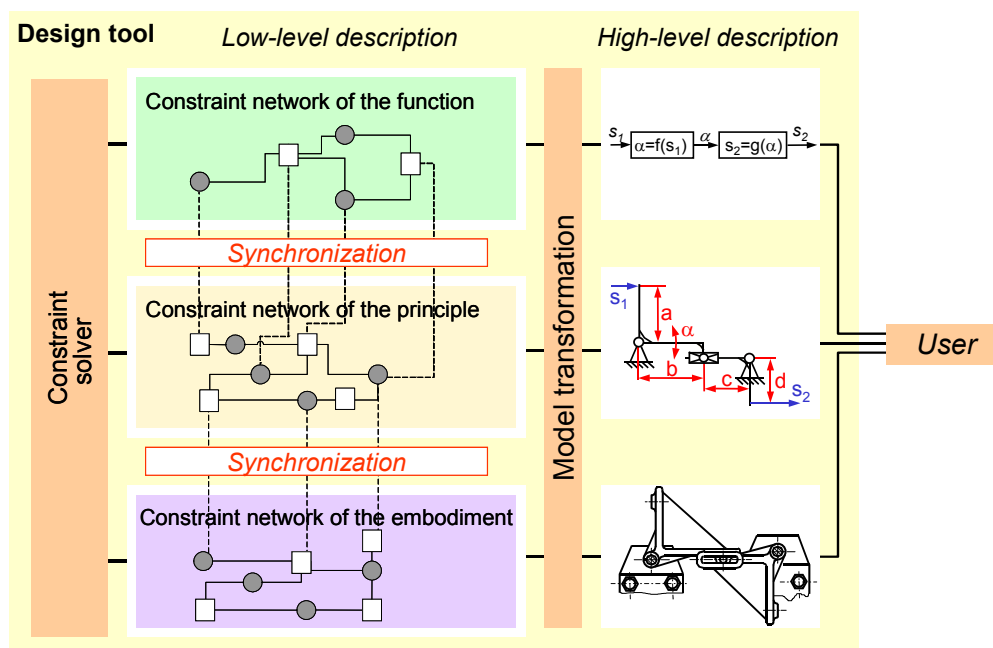 Design tool
Low-level description
High-level description
Constraint network of the function
s₁
α=f(s₁)
α
s₂=g(α)
s₂
Synchronization
Constraint solver
Model transformation
Constraint network of the principle
s₁
a
α
b
c
d
s₂
User
Synchronization
Constraint network of the embodiment